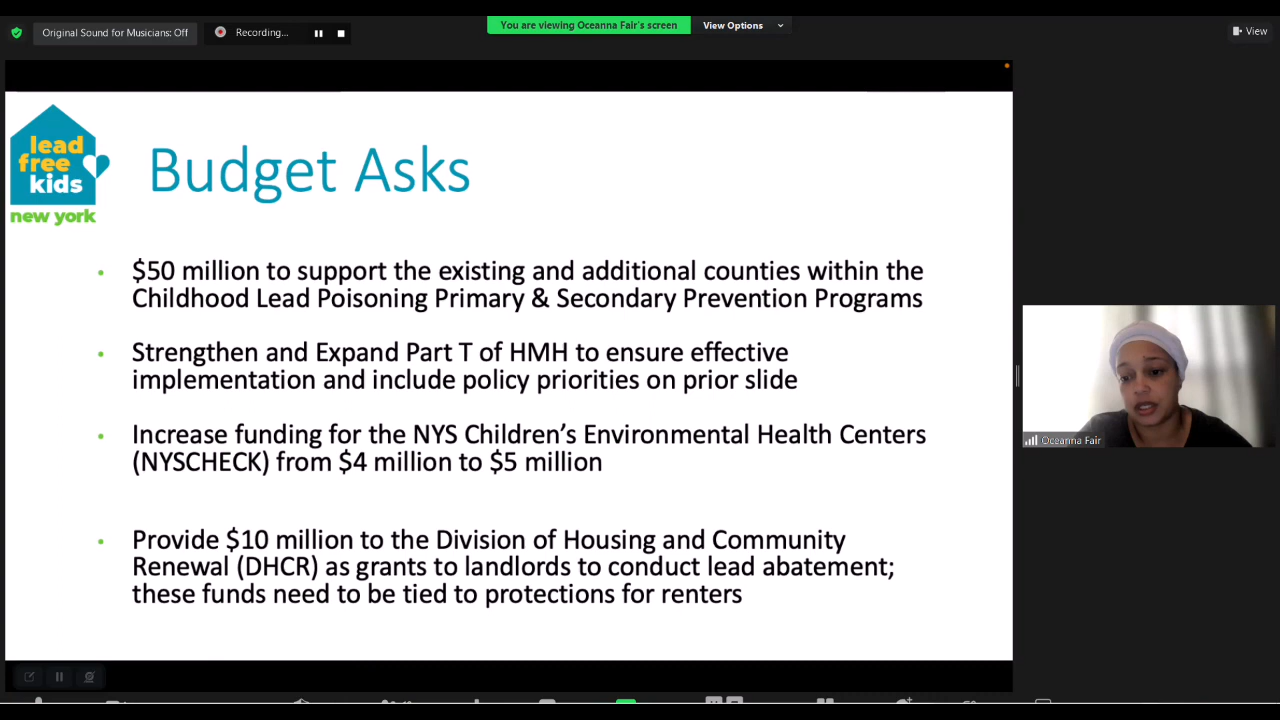 Original Sound for Musicians: Off
Recording...
You are viewing Oceanna Fair's screen
View Options
View
lead
free
kids
new york
Budget Asks
• $50 million to support the existing and additional counties within the
Childhood Lead Poisoning Primary & Secondary Prevention Programs
• Strengthen and Expand Part T of HMH to ensure effective
implementation and include policy priorities on prior slide
• Increase funding for the NYS Children’s Environmental Health Centers
(NYSCHECK) from $4 million to $5 million
• Provide $10 million to the Division of Housing and Community
Renewal (DHCR) as grants to landlords to conduct lead abatement;
these funds need to be tied to protections for renters
Oceanna Fair